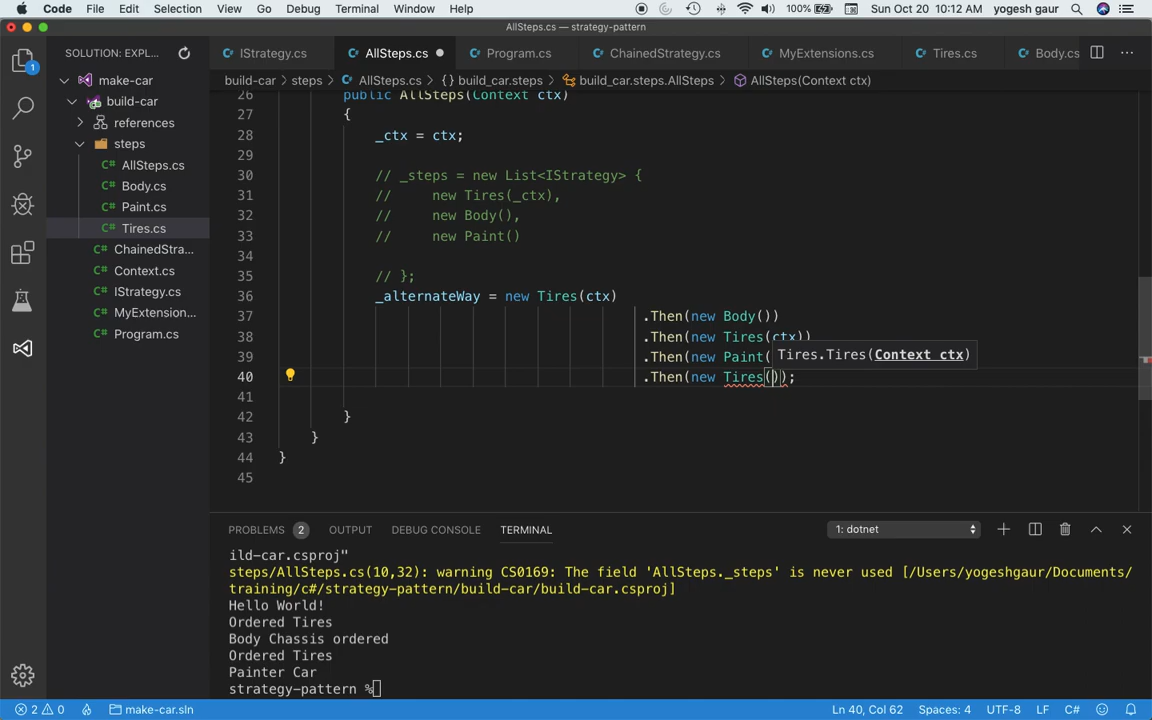 Code File Edit Selection View Go Debug Terminal Window Help 100% Sun Oct 20 10:12 AM yogesh gaur
AllSteps.cs — strategy-pattern
SOLUTION: EXPL...
IStrategy.cs AllSteps.cs Program.cs ChainedStrategy.cs MyExtensions.cs Tires.cs Body.cs
build-car › steps › AllSteps.cs › {} build_car.steps › build_car.steps.AllSteps › AllSteps(Context ctx)
1
make-car
build-car
references
steps
AllSteps.cs
Body.cs
Paint.cs
Tires.cs
ChainedStra...
Context.cs
IStrategy.cs
MyExtension...
Program.cs
26 public AllSteps(Context ctx)
27 {
28 _ctx = ctx;
29
30 // _steps = new List<IStrategy> {
31 // new Tires(_ctx),
32 // new Body(),
33 // new Paint()
34
35 // };
36 _alternateWay = new Tires(ctx)
37 .Then(new Body())
38 .Then(new Tires(ctx))
39 .Then(new Paint(
Tires.Tires(Context ctx)
40 .Then(new Tires());
41
42 }
43 }
44 }
45
PROBLEMS 2 OUTPUT DEBUG CONSOLE TERMINAL 1: dotnet
ild-car.csproj"
steps/AllSteps.cs(10,32): warning CS0169: The field 'AllSteps._steps' is never used [/Users/yogeshgaur/Documents/
training/c#/strategy-pattern/build-car/build-car.csproj]
Hello World!
Ordered Tires
Body Chassis ordered
Ordered Tires
Painter Car
strategy-pattern %
2 0 make-car.sln Ln 40, Col 62 Spaces: 4 UTF-8 LF C#